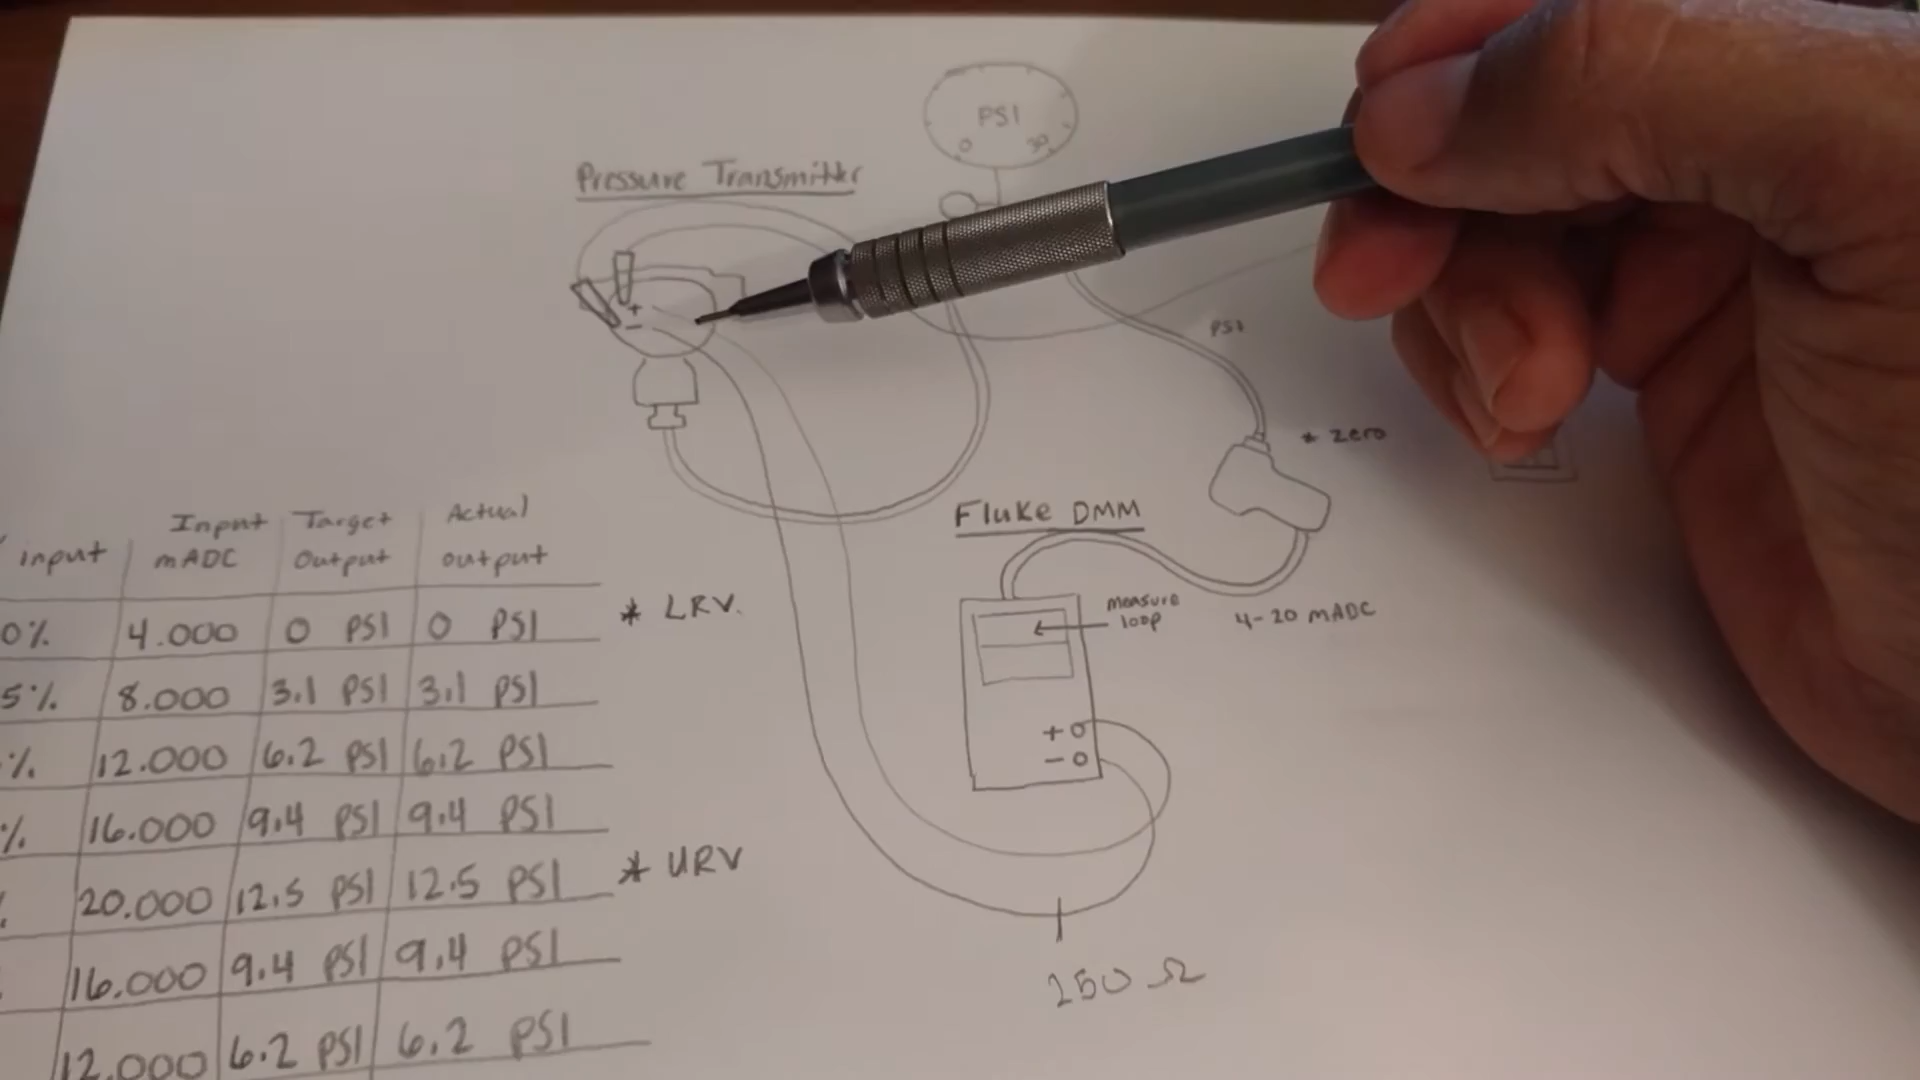 PSI
0 30
Pressure Transmitter
+
−
PSI
* zero
Fluke DMM
measure
loop
4-20 mADC
+
−
250 Ω
input Input mADC Target Output Actual output
0% 4.000 0 PSI 0 PSI * LRV.
5% 8.000 3.1 PSI 3.1 PSI
% 12.000 6.2 PSI 6.2 PSI
% 16.000 9.4 PSI 9.4 PSI
20.000 12.5 PSI 12.5 PSI * URV
16.000 9.4 PSI 9.4 PSI
12.000 6.2 PSI 6.2 PSI